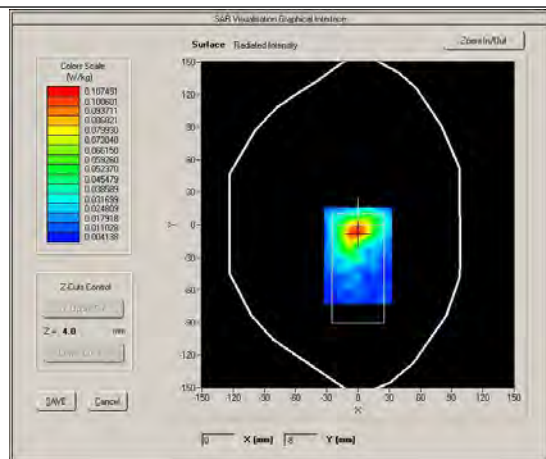 SAR Visualisation Graphical Interface
Surface Radiated Intensity
Zoom In/Out
Colors Scale
(W/kg)
0.107491
0.100601
0.093711
0.086821
0.079930
0.073040
0.066150
0.059260
0.052370
0.045479
0.038589
0.031699
0.024809
0.017918
0.011028
0.004138
150
120
90
60
30
0
-30
-60
-90
-120
-150
Y
-150 -120 -90 -60 -30 0 30 60 90 120 150
X
Z-Cuts Control
Z = 4.0 mm
SAVE
Cancel
0 X (mm)
Y (mm)